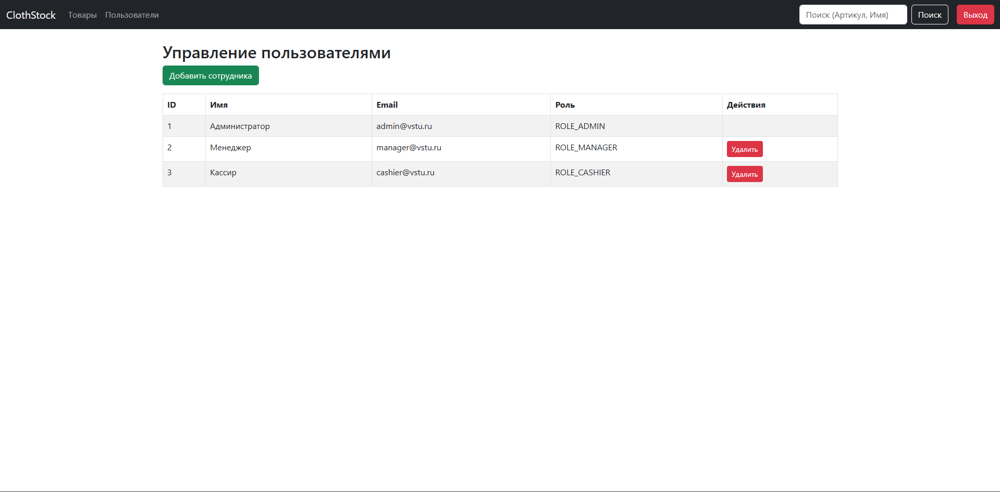 ClothStock Товары Пользователи Поиск (Артикул, Имя) Поиск Выход
Управление пользователями
Добавить сотрудника
ID Имя Email Роль Действия
1 Администратор admin@vstu.ru ROLE_ADMIN
2 Менеджер manager@vstu.ru ROLE_MANAGER Удалить
3 Кассир cashier@vstu.ru ROLE_CASHIER Удалить